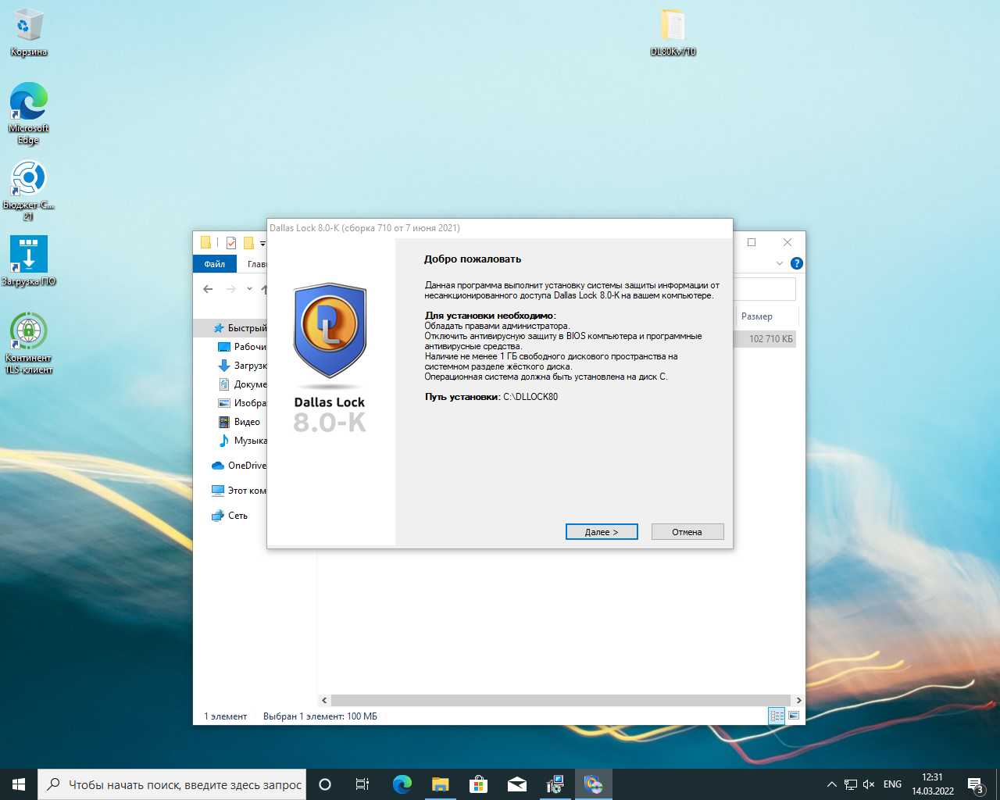 Корзина
DL80Kv710
Microsoft
Edge
Бюджет-С...
21
Загрузка ПО
Континент
TLS-клиент
Dallas Lock 8.0-K (сборка 710 от 7 июня 2021)
Файл
Глав
Размер
102 710 КБ
Быстрый
Рабочи
Загрузк
Докуме
Изобра
Видео
Музыка
OneDrive
Этот ком
Сеть
DL
Dallas Lock
8.0-K
Добро пожаловать
Данная программа выполнит установку системы защиты информации от
несанкционированного доступа Dallas Lock 8.0-K на вашем компьютере.
Для установки необходимо:
Обладать правами администратора.
Отключить антивирусную защиту в BIOS компьютера и программные
антивирусные средства.
Наличие не менее 1 ГБ свободного дискового пространства на
системном разделе жёсткого диска.
Операционная система должна быть установлена на диск C.
Путь установки: C:\DLLOCK80
Далее >
Отмена
1 элемент
Выбран 1 элемент: 100 МБ
Чтобы начать поиск, введите здесь запрос
ENG
12:31
14.03.2022
3